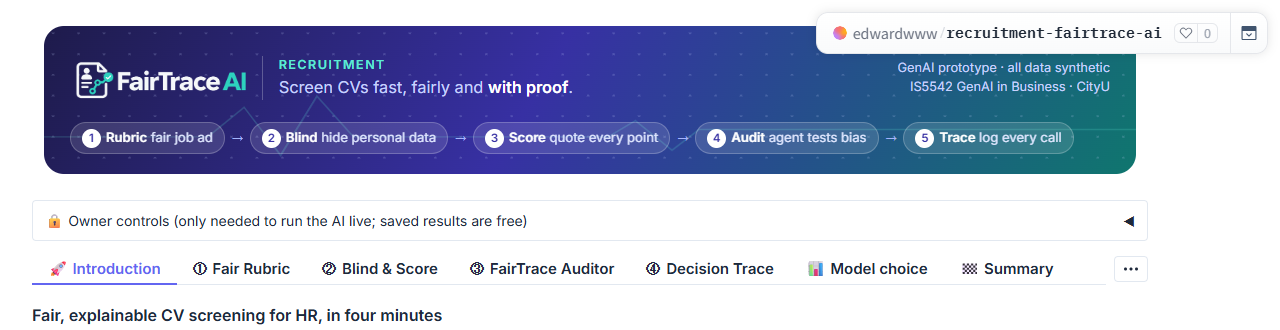 edwardwww/recruitment-fairtrace-ai 0
FairTrace AI
RECRUITMENT
Screen CVs fast, fairly and with proof.
GenAI prototype · all data synthetic
IS5542 GenAI in Business · CityU
1 Rubric fair job ad → 2 Blind hide personal data → 3 Score quote every point → 4 Audit agent tests bias → 5 Trace log every call
🔒 Owner controls (only needed to run the AI live; saved results are free) ◀
🚀 Introduction ① Fair Rubric ② Blind & Score ③ FairTrace Auditor ④ Decision Trace 📊 Model choice 🏁 Summary ...
Fair, explainable CV screening for HR, in four minutes